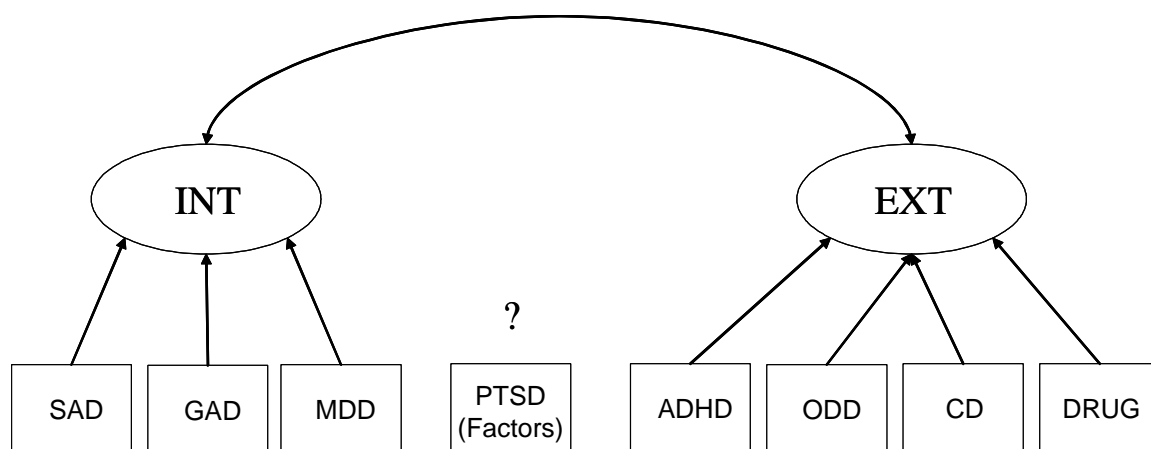 INT
EXT
?
SAD
GAD
MDD
PTSD
(Factors)
ADHD
ODD
CD
DRUG